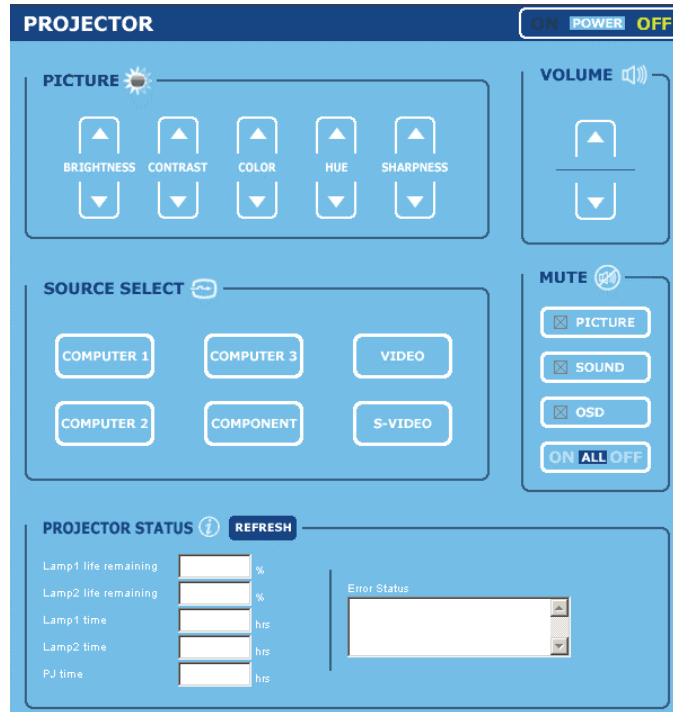 PROJECTOR
ON POWER OFF
PICTURE
BRIGHTNESS CONTRAST COLOR HUE SHARPNESS
VOLUME
SOURCE SELECT
COMPUTER 1 COMPUTER 3 VIDEO
COMPUTER 2 COMPONENT S-VIDEO
MUTE
PICTURE
SOUND
OSD
ON ALL OFF
PROJECTOR STATUS i REFRESH
Lamp1 life remaining %
Lamp2 life remaining %
Lamp1 time hrs
Lamp2 time hrs
PJ time hrs
Error Status